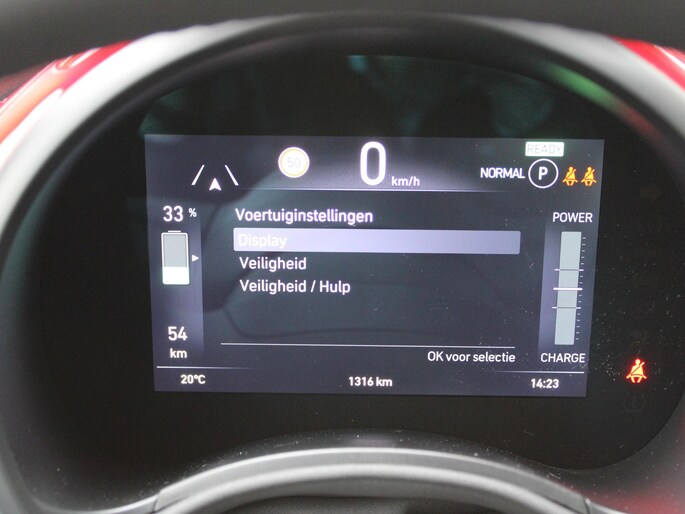 READY
50
0 km/h
NORMAL P
33 %
Voertuiginstellingen
POWER
Display
Veiligheid
Veiligheid / Hulp
54
km
OK voor selectie
CHARGE
20°C
1316 km
14:23